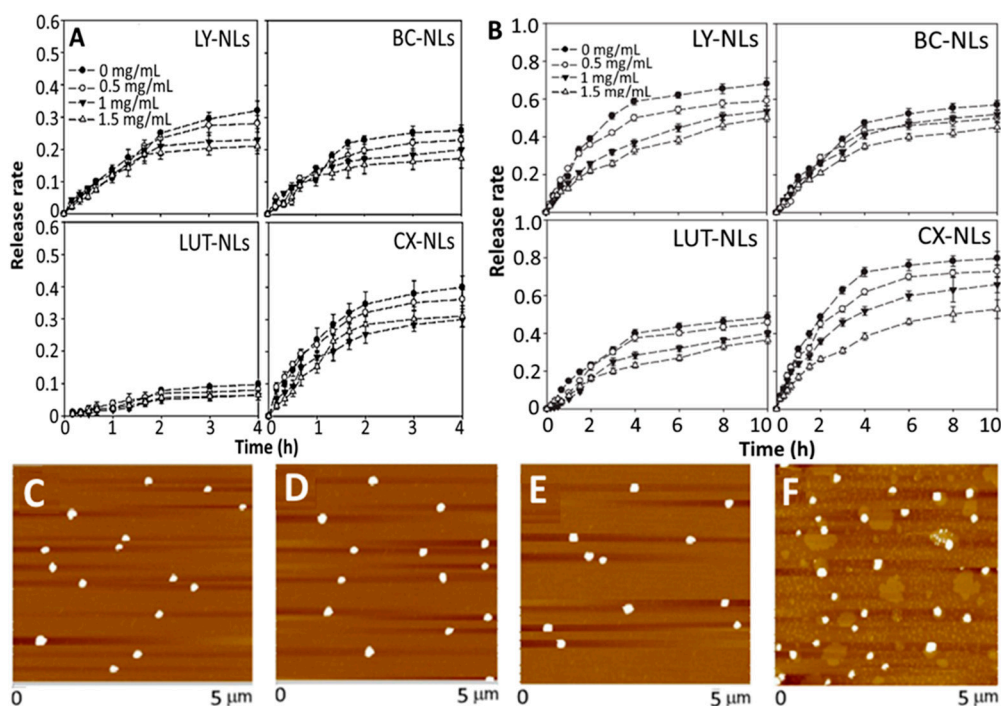 A
LY-NLs
0 mg/mL
0.5 mg/mL
1 mg/mL
1.5 mg/mL
0.6
0.5
0.4
0.3
0.2
0.1
0
BC-NLs
LUT-NLs
0.6
0.5
0.4
0.3
0.2
0.1
0
0 1 2 3 4
CX-NLs
0 1 2 3 4
Release rate
Time (h)
B
LY-NLs
0 mg/mL
0.5 mg/mL
1 mg/mL
1.5 mg/mL
1.0
0.8
0.6
0.4
0.2
0
BC-NLs
LUT-NLs
0.8
0.6
0.4
0.2
0
0 2 4 6 8 10
CX-NLs
0 2 4 6 8 10
Release rate
Time (h)
C
0 5 μm
D
0 5 μm
E
0 5 μm
F
0 5 μm